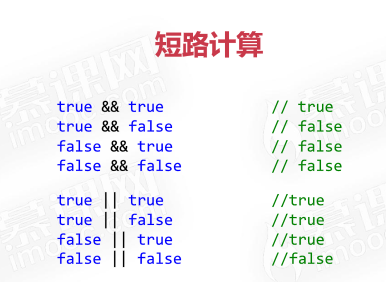 短路计算
true && true // true
true && false // false
false && true // false
false && false // false
true || true //true
true || false //true
false || true //true
false || false //false